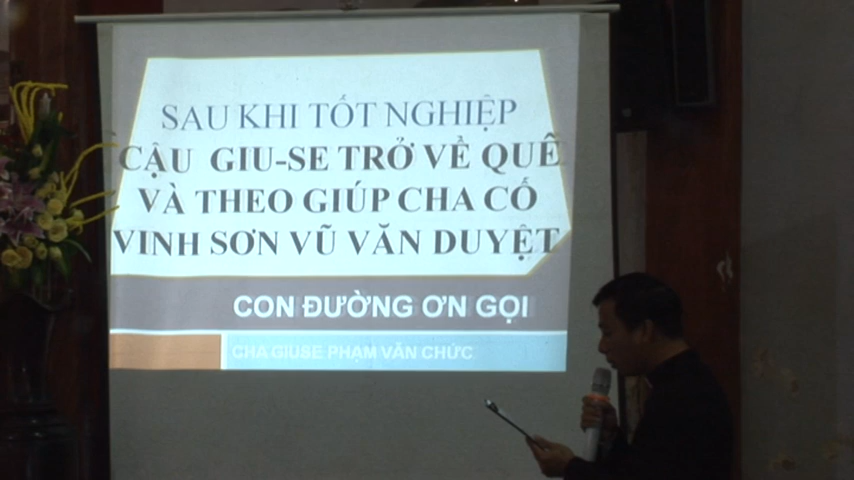 SAU KHI TỐT NGHIỆP
CẬU GIU-SE TRỞ VỀ QUÊ
VÀ THEO GIÚP CHA CỐ
VINH SƠN VŨ VĂN DUYỆT
CON ĐƯỜNG ƠN GỌI
CHA GIUSE PHẠM VĂN CHỨC